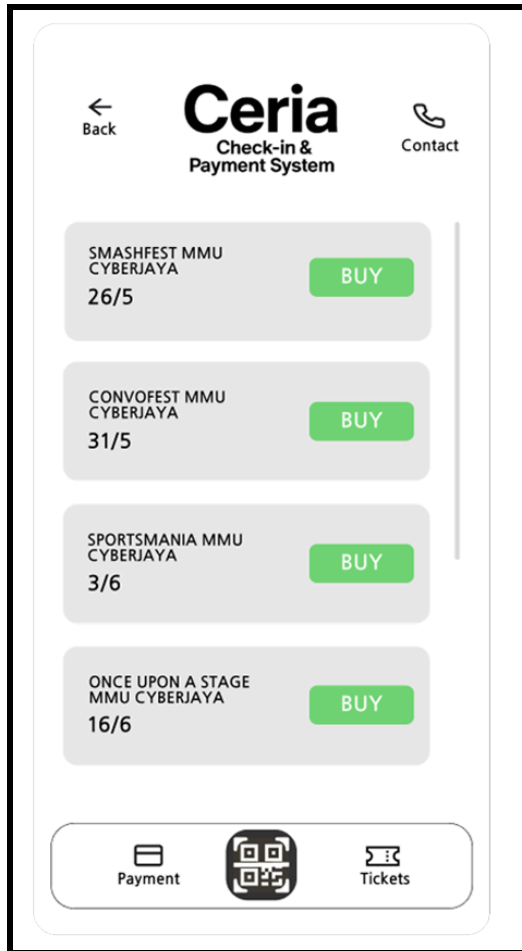 Back
Ceria
Check-in &
Payment System
Contact
SMASHFEST MMU
CYBERJAYA
26/5
BUY
CONVOFEST MMU
CYBERJAYA
31/5
BUY
SPORTSMANIA MMU
CYBERJAYA
3/6
BUY
ONCE UPON A STAGE
MMU CYBERJAYA
16/6
BUY
Payment
Tickets